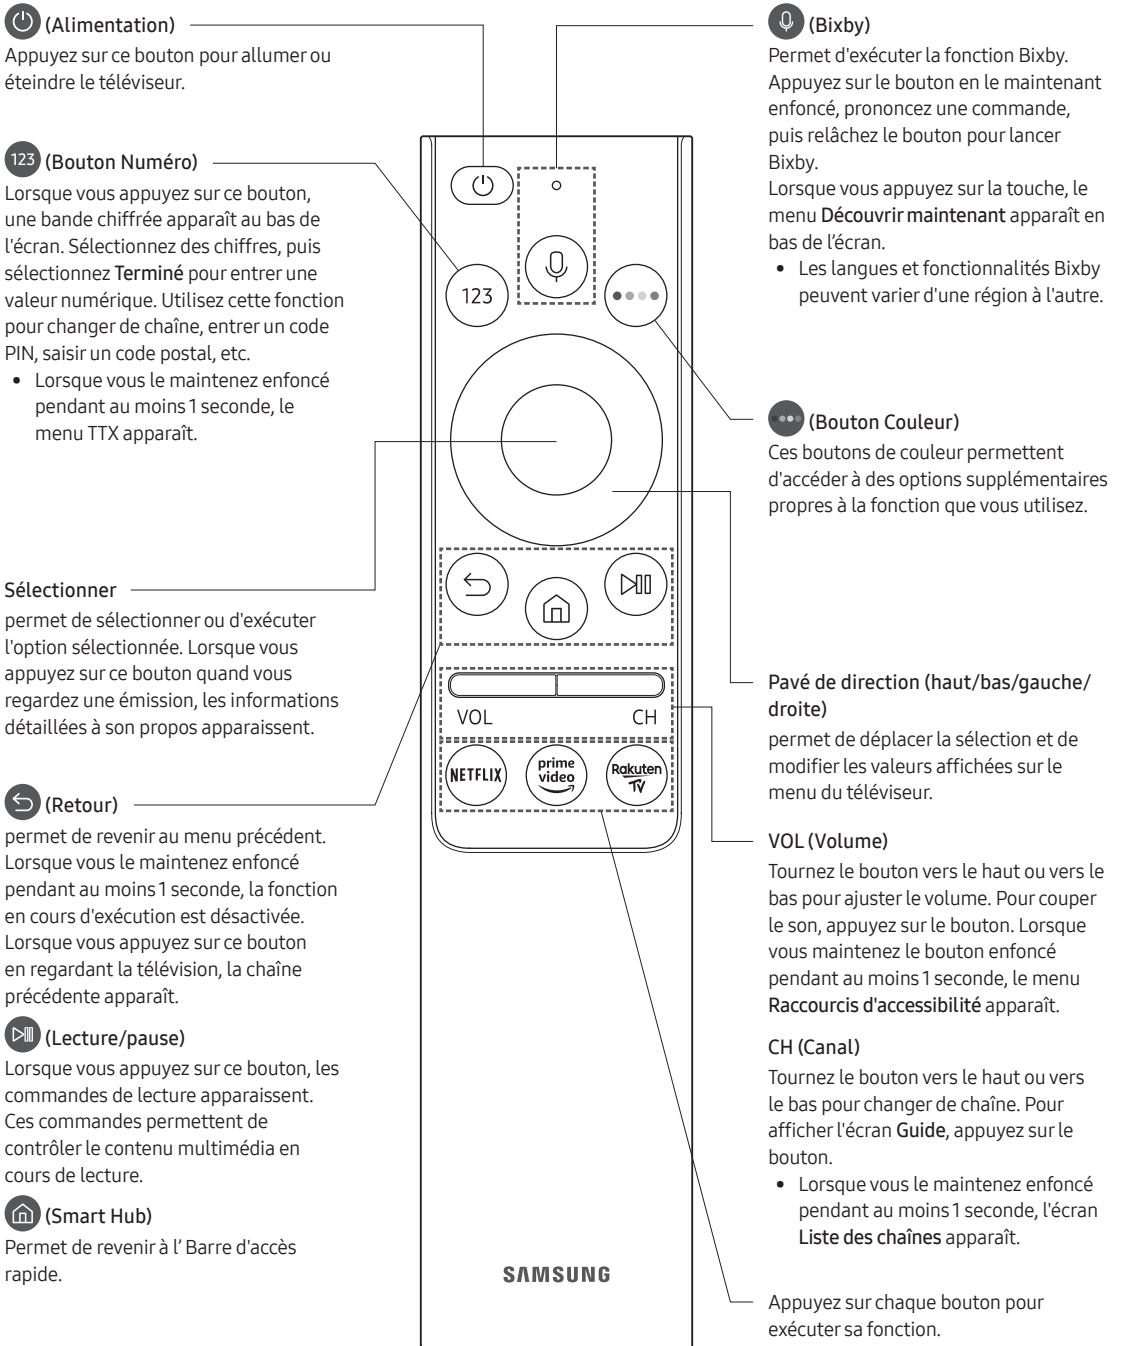 (Alimentation)
Appuyez sur ce bouton pour allumer ou
éteindre le téléviseur.
123 (Bouton Numéro)
Lorsque vous appuyez sur ce bouton,
une bande chiffrée apparaît au bas de
l'écran. Sélectionnez des chiffres, puis
sélectionnez Terminé pour entrer une
valeur numérique. Utilisez cette fonction
pour changer de chaîne, entrer un code
PIN, saisir un code postal, etc.
• Lorsque vous le maintenez enfoncé
pendant au moins 1 seconde, le
menu TTX apparaît.
Sélectionner
permet de sélectionner ou d'exécuter
l'option sélectionnée. Lorsque vous
appuyez sur ce bouton quand vous
regardez une émission, les informations
détaillées à son propos apparaissent.
(Retour)
permet de revenir au menu précédent.
Lorsque vous le maintenez enfoncé
pendant au moins 1 seconde, la fonction
en cours d'exécution est désactivée.
Lorsque vous appuyez sur ce bouton
en regardant la télévision, la chaîne
précédente apparaît.
(Lecture/pause)
Lorsque vous appuyez sur ce bouton, les
commandes de lecture apparaissent.
Ces commandes permettent de
contrôler le contenu multimédia en
cours de lecture.
(Smart Hub)
Permet de revenir à l' Barre d'accès
rapide.
123
VOL CH
NETFLIX
prime
video
Rakuten
TV
SAMSUNG
(Bixby)
Permet d'exécuter la fonction Bixby.
Appuyez sur le bouton en le maintenant
enfoncé, prononcez une commande,
puis relâchez le bouton pour lancer
Bixby.
Lorsque vous appuyez sur la touche, le
menu Découvrir maintenant apparaît en
bas de l'écran.
• Les langues et fonctionnalités Bixby
peuvent varier d'une région à l'autre.
(Bouton Couleur)
Ces boutons de couleur permettent
d'accéder à des options supplémentaires
propres à la fonction que vous utilisez.
Pavé de direction (haut/bas/gauche/
droite)
permet de déplacer la sélection et de
modifier les valeurs affichées sur le
menu du téléviseur.
VOL (Volume)
Tournez le bouton vers le haut ou vers le
bas pour ajuster le volume. Pour couper
le son, appuyez sur le bouton. Lorsque
vous maintenez le bouton enfoncé
pendant au moins 1 seconde, le menu
Raccourcis d'accessibilité apparaît.
CH (Canal)
Tournez le bouton vers le haut ou vers
le bas pour changer de chaîne. Pour
afficher l'écran Guide, appuyez sur le
bouton.
• Lorsque vous le maintenez enfoncé
pendant au moins 1 seconde, l'écran
Liste des chaînes apparaît.
Appuyez sur chaque bouton pour
exécuter sa fonction.